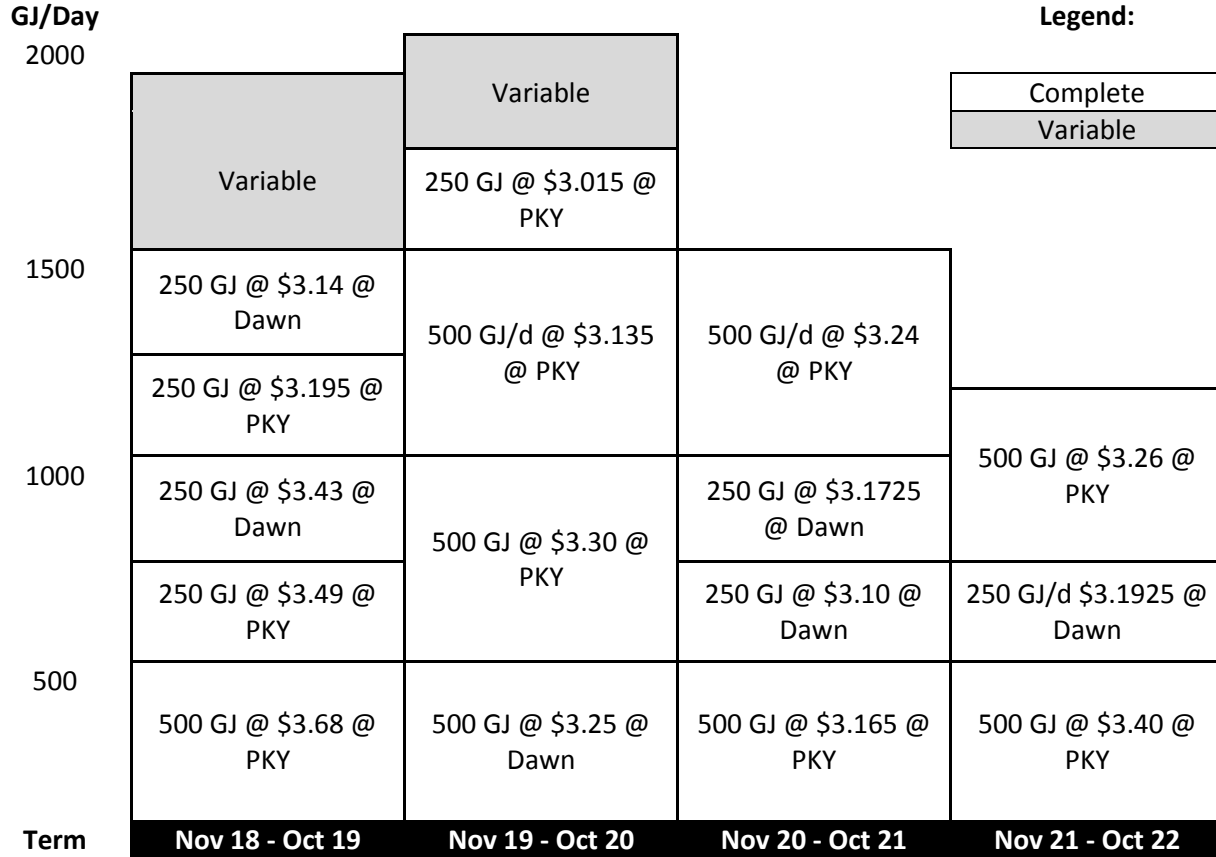 GJ/Day
Legend:
2000
Variable
Complete
Variable
Variable
250 GJ @ $3.015 @
PKY
1500
250 GJ @ $3.14 @
Dawn
500 GJ/d @ $3.135
@ PKY
500 GJ/d @ $3.24
@ PKY
250 GJ @ $3.195 @
PKY
1000
250 GJ @ $3.43 @
Dawn
500 GJ @ $3.30 @
PKY
250 GJ @ $3.1725
@ Dawn
500 GJ @ $3.26 @
PKY
250 GJ @ $3.49 @
PKY
250 GJ @ $3.10 @
Dawn
250 GJ/d $3.1925 @
Dawn
500
500 GJ @ $3.68 @
PKY
500 GJ @ $3.25 @
Dawn
500 GJ @ $3.165 @
PKY
500 GJ @ $3.40 @
PKY
Term
Nov 18 - Oct 19
Nov 19 - Oct 20
Nov 20 - Oct 21
Nov 21 - Oct 22